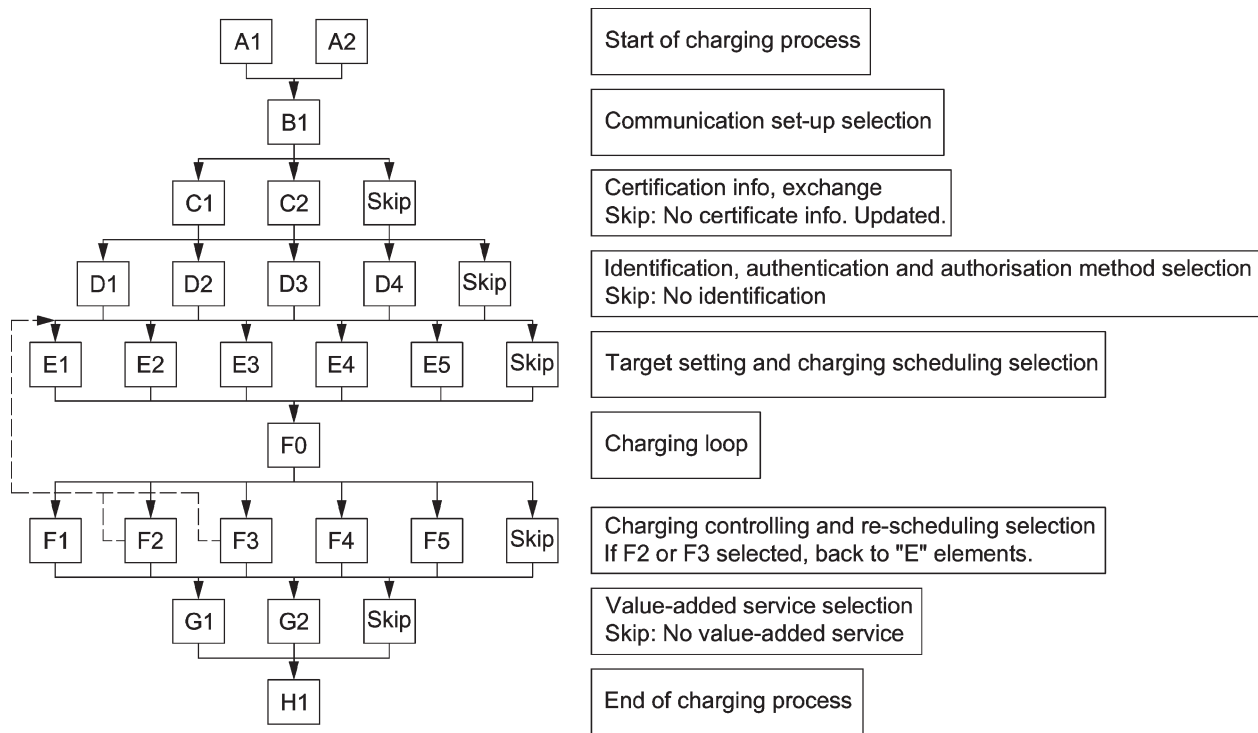 A1 A2
Start of charging process
B1
Communication set-up selection
C1 C2 Skip
Certification info, exchange
Skip: No certificate info. Updated.
D1 D2 D3 D4 Skip
Identification, authentication and authorisation method selection
Skip: No identification
E1 E2 E3 E4 E5 Skip
Target setting and charging scheduling selection
F0
Charging loop
F1 F2 F3 F4 F5 Skip
Charging controlling and re-scheduling selection
If F2 or F3 selected, back to "E" elements.
G1 G2 Skip
Value-added service selection
Skip: No value-added service
H1
End of charging process